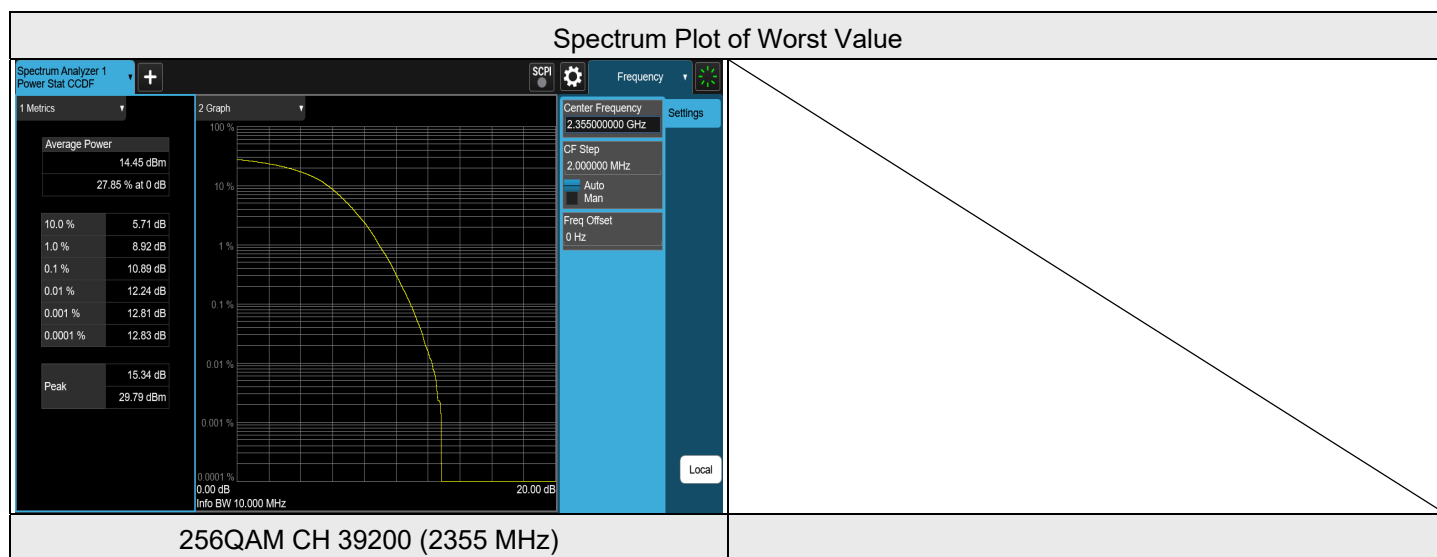 Spectrum Plot of Worst Value
Spectrum Analyzer 1
Power Stat CCDF
+
SCPI
Frequency
1 Metrics
2 Graph
Average Power
14.45 dBm
27.85 % at 0 dB
10.0 % 5.71 dB
1.0 % 8.92 dB
0.1 % 10.89 dB
0.01 % 12.24 dB
0.001 % 12.81 dB
0.0001 % 12.83 dB
Peak
15.34 dB
29.79 dBm
100 %
10 %
1 %
0.1 %
0.01 %
0.001 %
0.0001 %
0.00 dB 20.00 dB
Info BW 10.000 MHz
Center Frequency
2.355000000 GHz
Settings
CF Step
2.000000 MHz
Auto
Man
Freq Offset
0 Hz
Local
256QAM CH 39200 (2355 MHz)